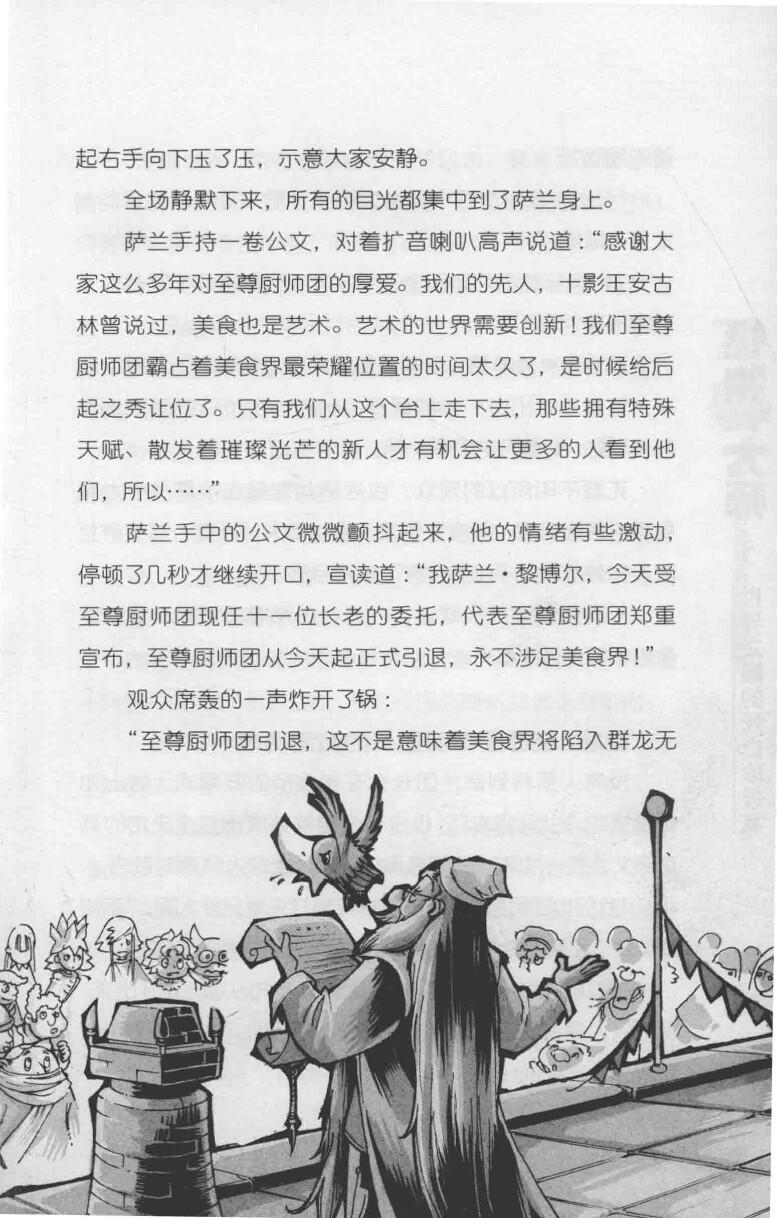 起右手向下压了压，示意大家安静。
全场静默下来，所有的目光都集中到了萨兰身上。
萨兰手持一卷公文，对着扩音喇叭高声说道：“感谢大
家这么多年对至尊厨师团的厚爱。我们的先人，十影王安古
林曾说过，美食也是艺术。艺术的世界需要创新！我们至尊
厨师团霸占着美食界最荣耀位置的时间太久了，是时候给后
起之秀让位了。只有我们从这个台上走下去，那些拥有特殊
天赋、散发着璀璨光芒的新人才有机会让更多的人看到他
们，所以……”
萨兰手中的公文微微颤抖起来，他的情绪有些激动，
停顿了几秒才继续开口，宣读道：“我萨兰·黎博尔，今天受
至尊厨师团现任十一位长老的委托，代表至尊厨师团郑重
宣布，至尊厨师团从今天起正式引退，永不涉足美食界！”
观众席轰的一声炸开了锅：
“至尊厨师团引退，这不是意味着美食界将陷入群龙无